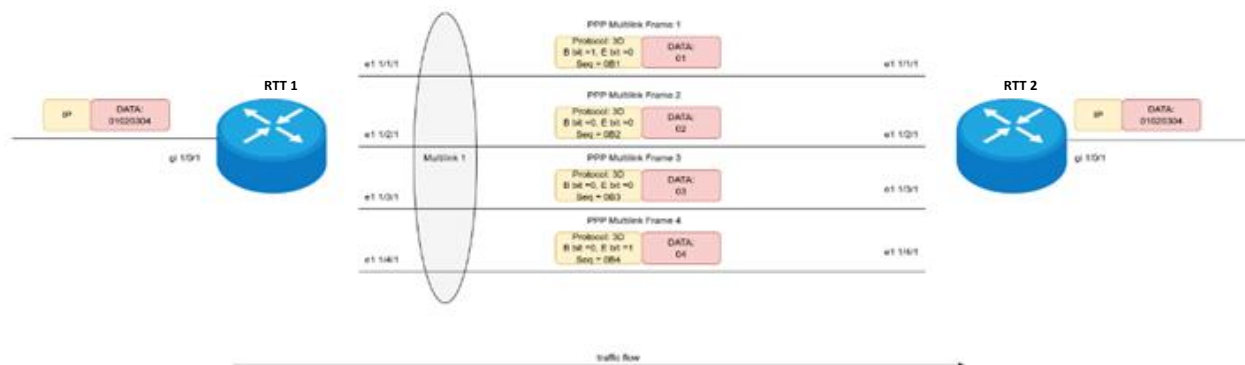 PPP Multilink Frame 1
Protocol: 3D
B bit =1, E bit =0
Seq = 0B1
DATA:
01
e1 1/1/1
e1 1/1/1
RTT 1
RTT 2
IP
DATA:
01020304
gi 1/0/1
PPP Multilink Frame 2
Protocol: 3D
B bit =0, E bit =0
Seq = 0B2
DATA:
02
e1 1/2/1
e1 1/2/1
IP
DATA:
01020304
gi 1/0/1
Multilink 1
PPP Multilink Frame 3
Protocol: 3D
B bit =0, E bit =0
Seq = 0B3
DATA:
03
e1 1/3/1
e1 1/3/1
PPP Multilink Frame 4
Protocol: 3D
B bit =0, E bit =1
Seq = 0B4
DATA:
04
e1 1/4/1
e1 1/4/1
traffic flow